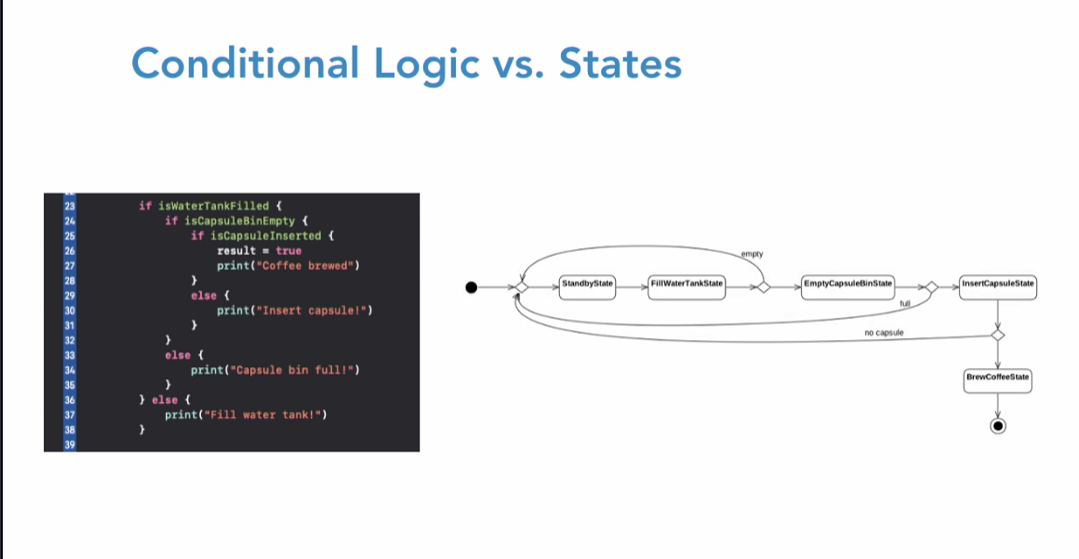 Conditional Logic vs. States
23 if isWaterTankFilled {
24 if isCapsuleBinEmpty {
25 if isCapsuleInserted {
26 result = true
27 print("Coffee brewed")
28 }
29 else {
30 print("Insert capsule!")
31 }
32 }
33 else {
34 print("Capsule bin full!")
35 }
36 } else {
37 print("Fill water tank!")
38 }
39
empty
StandbyState
FillWaterTankState
EmptyCapsuleBinState
InsertCapsuleState
full
no capsule
BrewCoffeeState